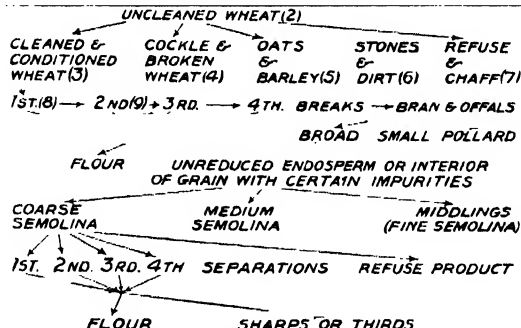 UNCLEANED WHEAT(2)
CLEANED & CONDITIONED WHEAT(3)
COCKLE & BROKEN WHEAT(4)
OATS & BARLEY(5)
STONES & DIRT(6)
REFUSE & CHAFF(7)
1ST.(8) → 2ND(9) → 3RD. → 4TH. BREAKS → BRAN & OFFALS
BROAD SMALL POLLARD
FLOUR
UNREDUCED ENDOSPERM OR INTERIOR
OF GRAIN WITH CERTAIN IMPURITIES
COARSE SEMOLINA
MEDIUM SEMOLINA
MIDDLINGS (FINE SEMOLINA)
1ST. 2ND. 3RD. 4TH SEPARATIONS REFUSE PRODUCT
FLOUR SHARPS OR THIRDS